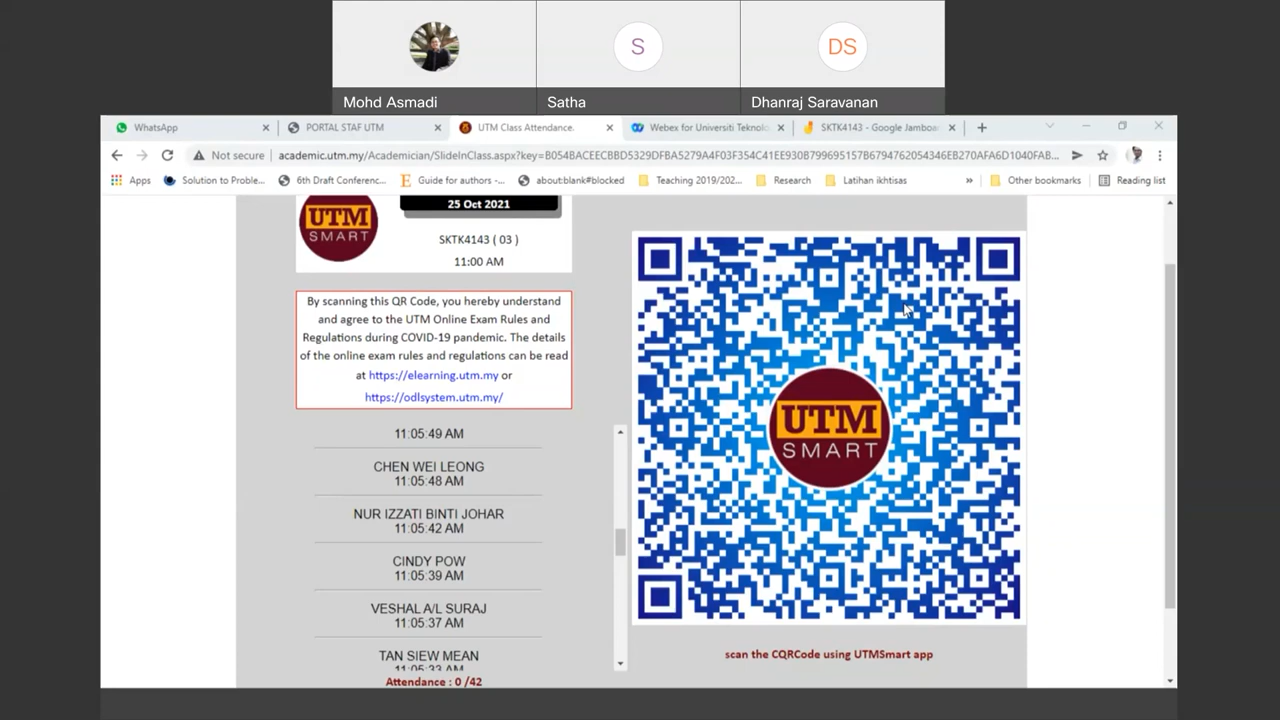 S
DS
Mohd Asmadi
Satha
Dhanraj Saravanan
WhatsApp
PORTAL STAF UTM
UTM Class Attendance.
Webex for Universiti Teknolo
SKTK4143 - Google Jamboa
Not secure
academic.utm.my/Academician/SlideInClass.aspx?key=B054BACEECBBD5329DFBA5279A4F03F354C41EE930B799695157B6794762054346EB270AFA6D1040FAB...
Apps
Solution to Proble...
6th Draft Conferenc...
Guide for authors -...
about:blank#blocked
Teaching 2019/202...
Research
Latihan ikhtisas
»
Other bookmarks
Reading list
UTM
SMART
25 Oct 2021
SKTK4143 ( 03 )
11:00 AM
By scanning this QR Code, you hereby understand
and agree to the UTM Online Exam Rules and
Regulations during COVID-19 pandemic. The details
of the online exam rules and regulations can be read
at https://elearning.utm.my or
https://odlsystem.utm.my/
11:05:49 AM
CHEN WEI LEONG
11:05:48 AM
NUR IZZATI BINTI JOHAR
11:05:42 AM
CINDY POW
11:05:39 AM
VESHAL A/L SURAJ
11:05:37 AM
TAN SIEW MEAN
11:05:33 AM
Attendance : 0 /42
UTM
SMART
scan the CQRCode using UTMSmart app